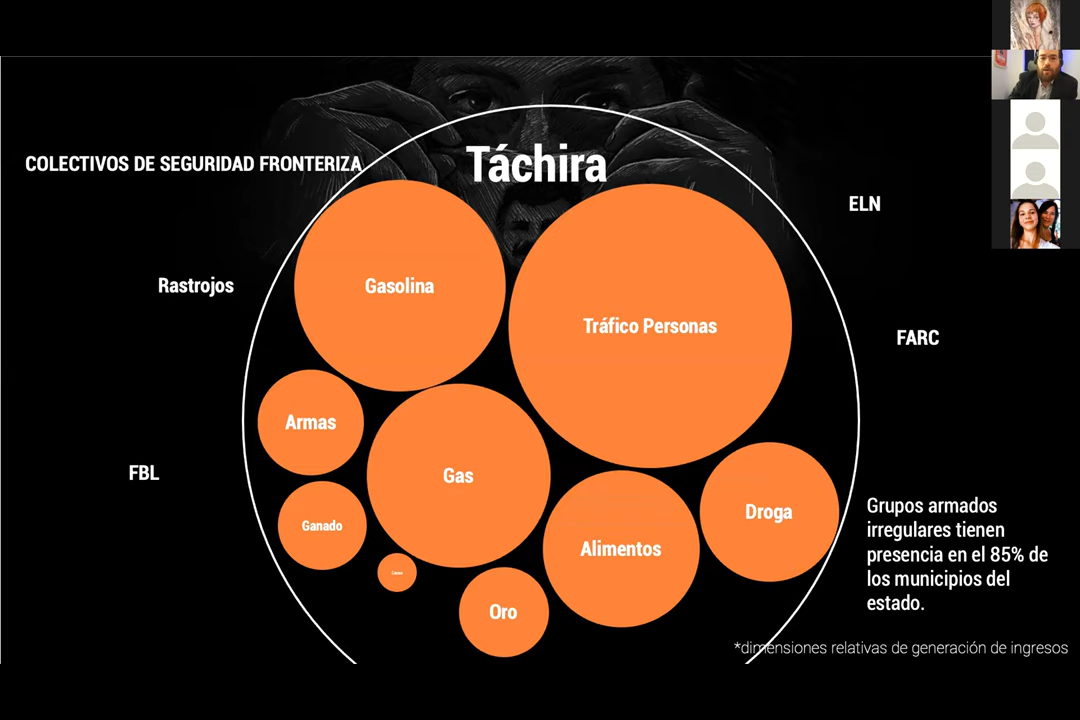 Táchira
COLECTIVOS DE SEGURIDAD FRONTERIZA
ELN
Rastrojos
Gasolina
Tráfico Personas
FARC
Armas
FBL
Gas
Droga
Ganado
Alimentos
Oro
Grupos armados
irregulares tienen
presencia en el 85% de
los municipios del
estado.
*dimensiones relativas de generación de ingresos